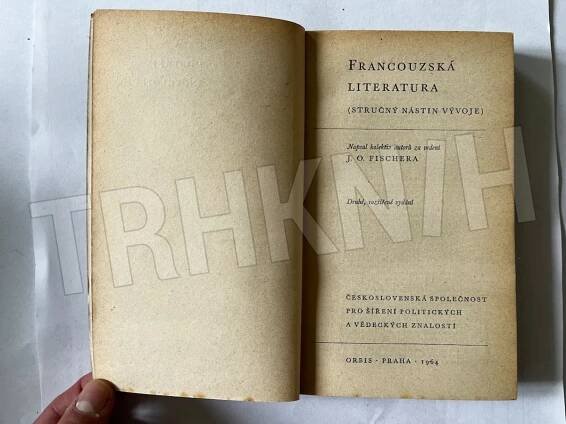 FRANCOUZSKÁ
LITERATURA
(STRUČNÝ NÁSTIN VÝVOJE)
Napsal kolektiv autorů za vedení
J. O. FISCHERA
Druhé, rozšířené vydání
ČESKOSLOVENSKÁ SPOLEČNOST
PRO ŠÍŘENÍ POLITICKÝCH
A VĚDECKÝCH ZNALOSTÍ
ORBIS · PRAHA · 1964
TRHKNIH